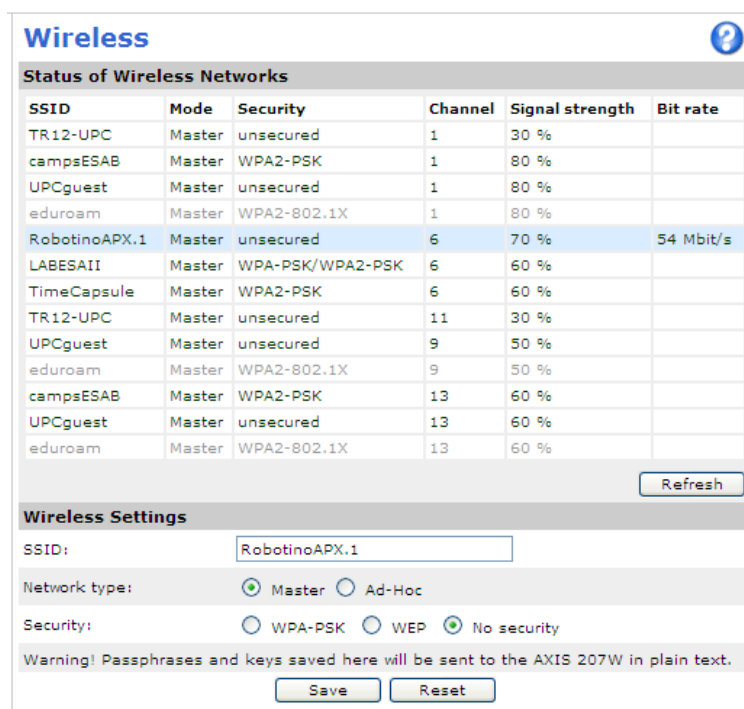 Wireless
Status of Wireless Networks
SSID Mode Security Channel Signal strength Bit rate
TR12-UPC Master unsecured 1 30 %
campsESAB Master WPA2-PSK 1 80 %
UPCguest Master unsecured 1 80 %
eduroam Master WPA2-802.1X 1 80 %
RobotinoAPX.1 Master unsecured 6 70 % 54 Mbit/s
LABESAII Master WPA-PSK/WPA2-PSK 6 60 %
TimeCapsule Master WPA2-PSK 6 60 %
TR12-UPC Master unsecured 11 30 %
UPCguest Master unsecured 9 50 %
eduroam Master WPA2-802.1X 9 50 %
campsESAB Master WPA2-PSK 13 60 %
UPCguest Master unsecured 13 60 %
eduroam Master WPA2-802.1X 13 60 %
Refresh
Wireless Settings
SSID: RobotinoAPX.1
Network type: Master Ad-Hoc
Security: WPA-PSK WEP No security
Warning! Passphrases and keys saved here will be sent to the AXIS 207W in plain text.
Save Reset